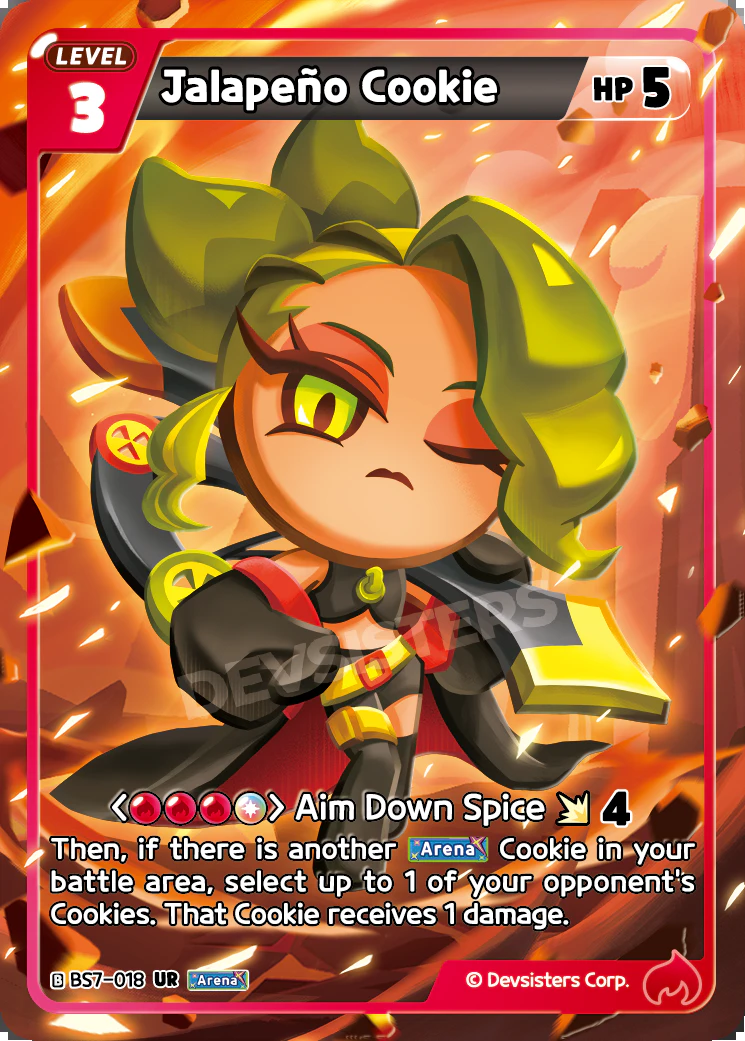 LEVEL
3
Jalapeño Cookie
HP 5
DEVSISTERS
Aim Down Spice 4
Then, if there is another Arena Cookie in your
battle area, select up to 1 of your opponent's
Cookies. That Cookie receives 1 damage.
B BS7-018 UR Arena
© Devsisters Corp.